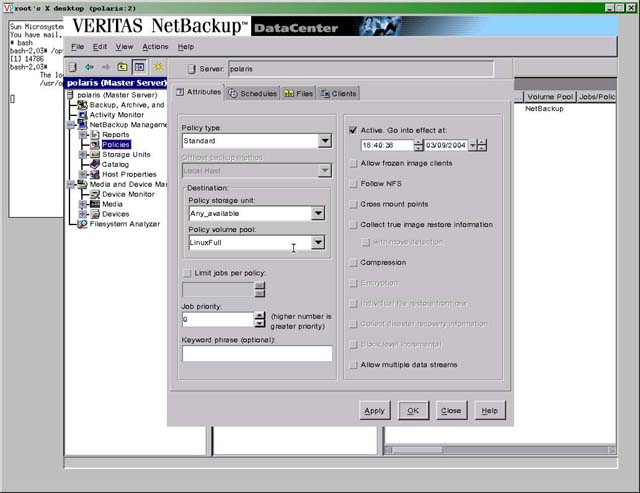 root's X desktop (polaris:2)
Sun Microsys
You have mail.
# bash
bash-2.03# /op
[1] 14786
The lo
/usr/o
bash-2.03#
VERITAS NetBackup™ DataCenter
File Edit View Actions Help
polaris (Master Server)
polaris (Master Server)
Backup, Archive, and
Activity Monitor
NetBackup Manageme
Reports
Policies
Storage Units
Catalog
Host Properties
Media and Device Man
Device Monitor
Media
Devices
Filesystem Analyzer
Server: polaris
Attributes Schedules Files Clients
Policy type:
Standard
Offhost backup method
Local Host
Destination:
Policy storage unit:
Any_available
Policy volume pool:
LinuxFull
Limit jobs per policy:
Job priority:
0
(higher number is
greater priority)
Keyword phrase (optional):
Active. Go into effect at:
18:40:38 03/09/2004
Allow frozen image clients
Follow NFS
Cross mount points
Collect true image restore information
with move detection
Compression
Encryption
Individual file restore from raw
Collect disaster recovery information
Block level incremental
Allow multiple data streams
Apply OK Close Help
Volume Pool Jobs/Polic
NetBackup